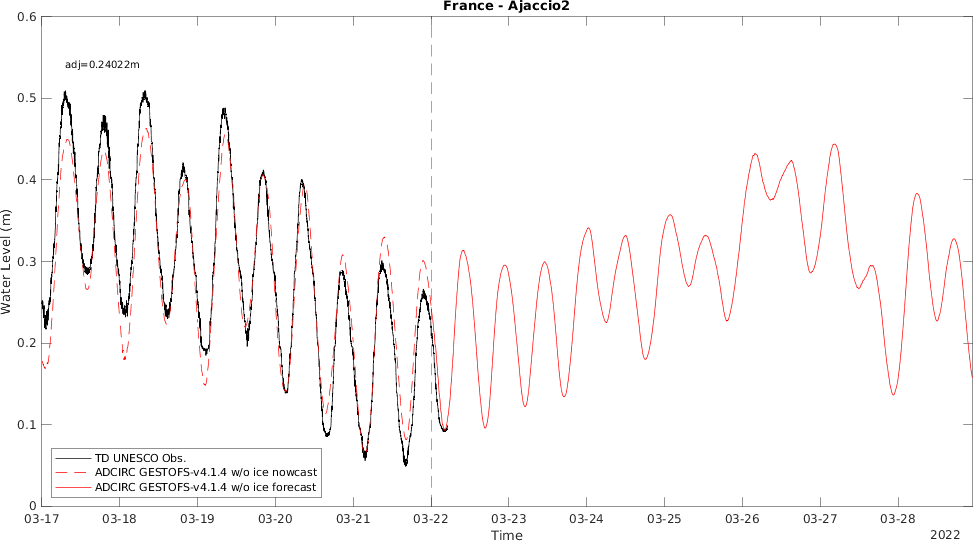 France - Ajaccio2
adj=0.24022m
0.6
0.5
0.4
0.3
0.2
0.1
0
Water Level (m)
TD UNESCO Obs.
ADCIRC GESTOFS-v4.1.4 w/o ice nowcast
ADCIRC GESTOFS-v4.1.4 w/o ice forecast
03-17 03-18 03-19 03-20 03-21 03-22 03-23 03-24 03-25 03-26 03-27 03-28
Time
2022